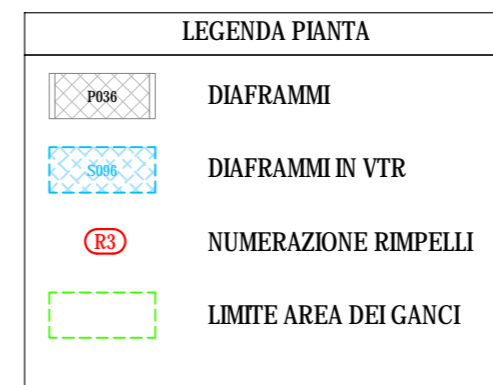 LEGENDA PIANTA
P036 DIAFRAMMI
S096 DIAFRAMMI IN VTR
R3 NUMERAZIONE RIMPELLI
LIMITE AREA DEI GANCI